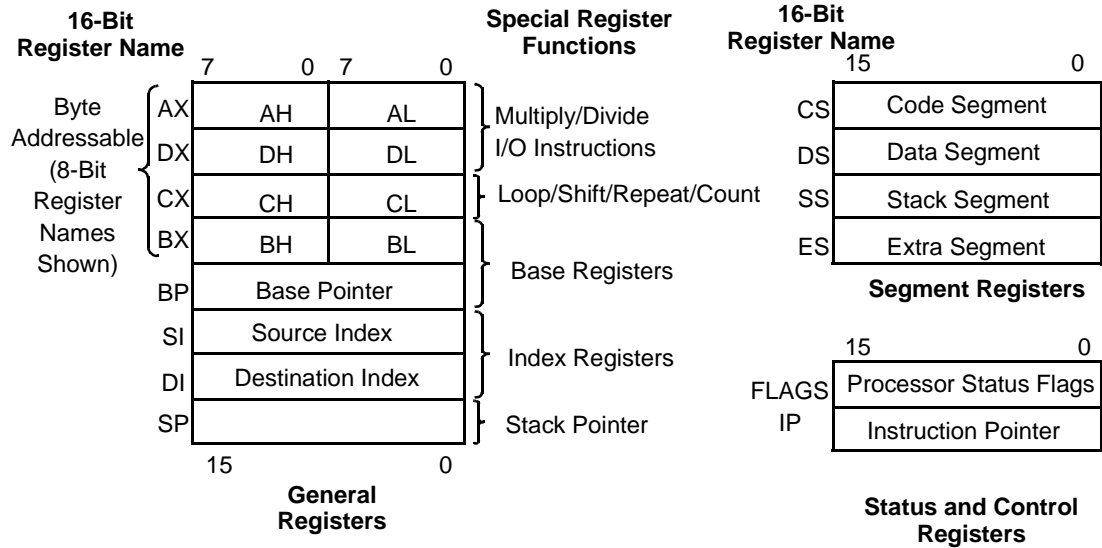 16-Bit
Register Name
Special Register
Functions
16-Bit
Register Name
7 0 7 0
15 0
Byte
Addressable
(8-Bit
Register
Names
Shown)
AX AH AL
DX DH DL
CX CH CL
BX BH BL
BP Base Pointer
SI Source Index
DI Destination Index
SP
15 0
General
Registers
Multiply/Divide
I/O Instructions
Loop/Shift/Repeat/Count
Base Registers
Index Registers
Stack Pointer
CS Code Segment
DS Data Segment
SS Stack Segment
ES Extra Segment
Segment Registers
15 0
FLAGS Processor Status Flags
IP Instruction Pointer
Status and Control
Registers